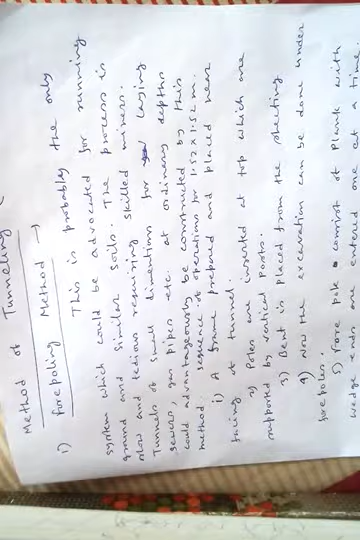 Method of Tunneling
i) Forepoling Method →
This is probably the only
system which could be advocated for running
ground and similar soils. The process is
slow and tedious requiring skilled miners.
Tunnels of small dimentions for laying
sewers, gas pipes etc. at ordinary depths
could advantageously be constructed by this
method. sequence of operations for 1.52 x 1.52 m.
i) A frame prepared and placed near
facing of tunnel.
2) Poles are inserted at top which are
supported by vertical Posts.
3) Bent is placed from the sheeting
4) Now the excavation can be done under
forepoles.
5) Fore pole consist of Plank with
wedge ends are entered one at a time